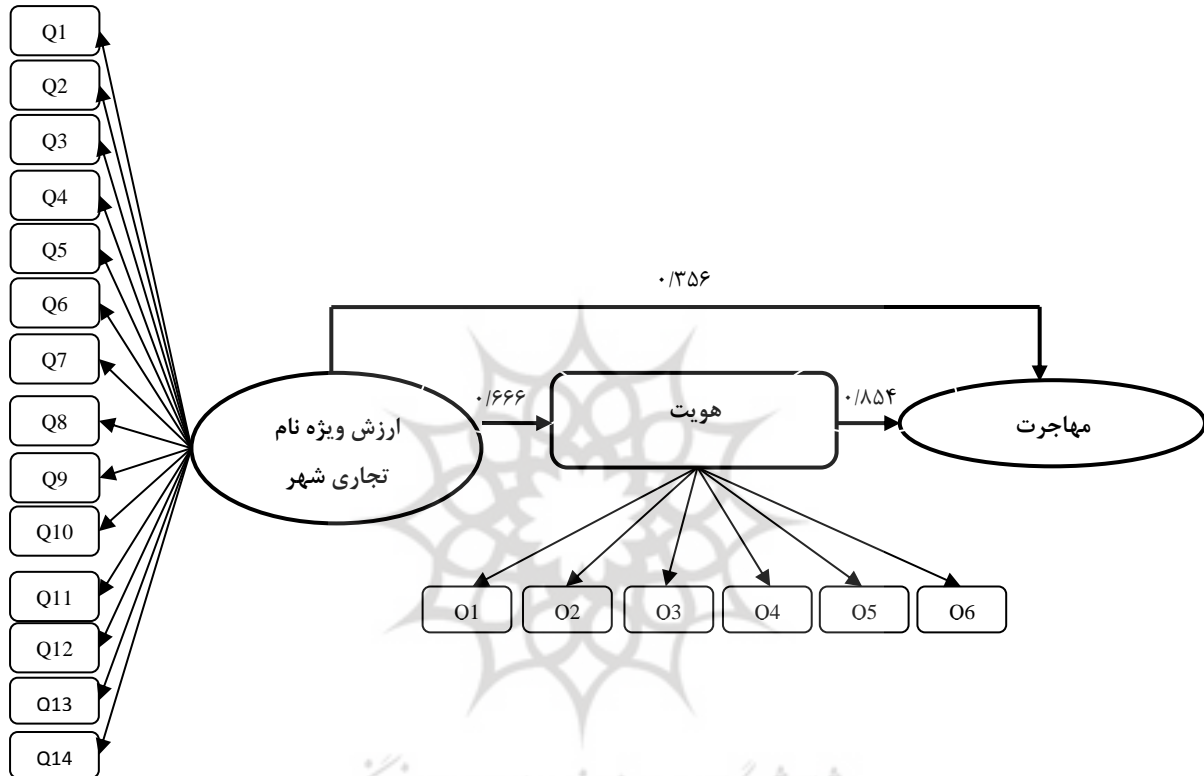 Q1
Q2
Q3
Q4
Q5
Q6
Q7
Q8
Q9
Q10
Q11
Q12
Q13
Q14
۰/۳۵۶
ارزش ویژه نام
تجاری شهر
۰/۶۶۶
هویت
۰/۸۵۴
مهاجرت
O1
O2
O3
O4
O5
O6